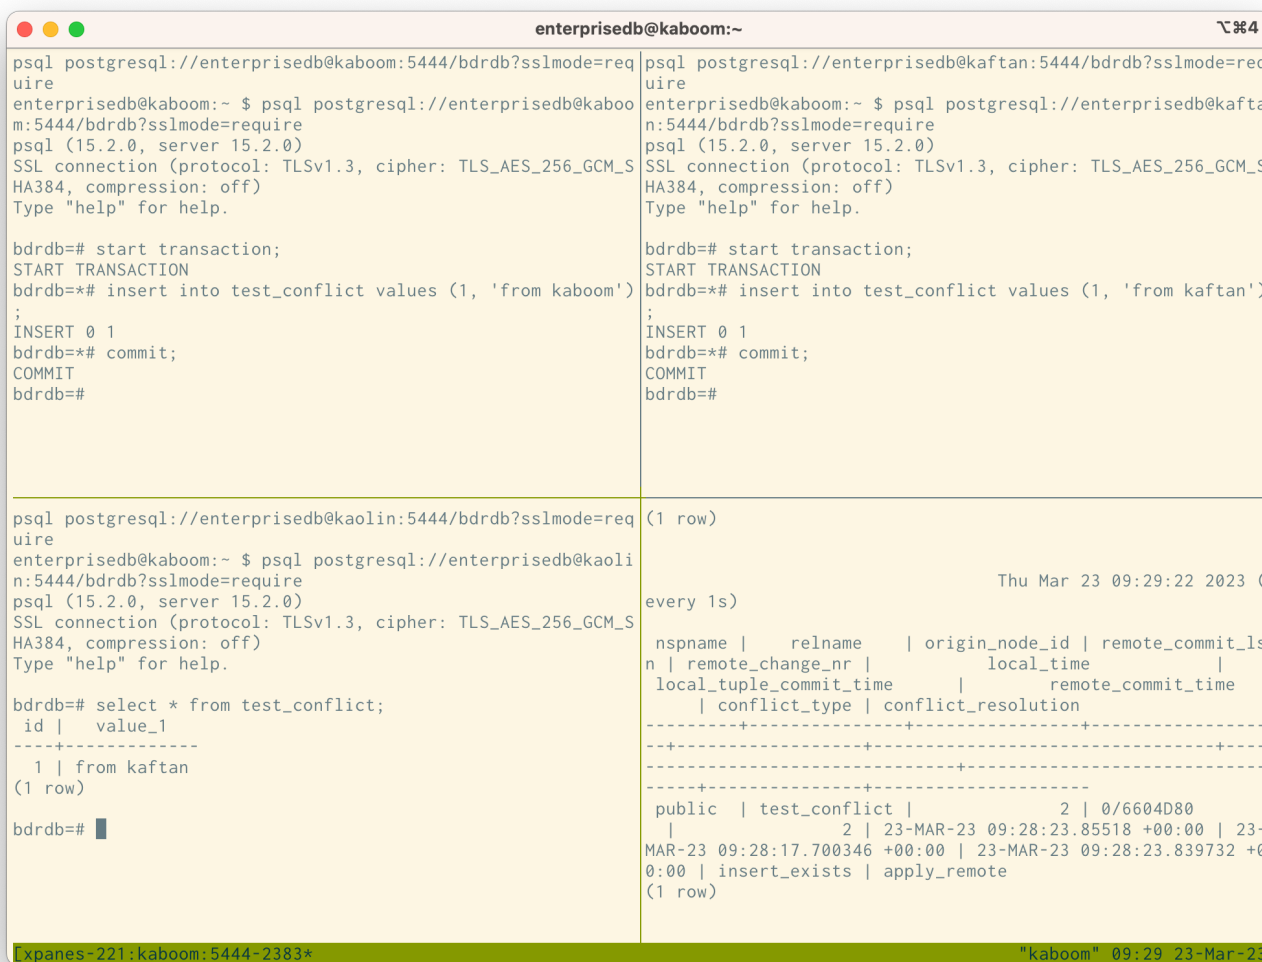 enterprisedb@kaboom:~
⌥⌘4
psql postgresql://enterprisedb@kaboom:5444/bdrdb?sslmode=req
uire
enterprisedb@kaboom:~ $ psql postgresql://enterprisedb@kaboo
m:5444/bdrdb?sslmode=require
psql (15.2.0, server 15.2.0)
SSL connection (protocol: TLSv1.3, cipher: TLS_AES_256_GCM_S
HA384, compression: off)
Type "help" for help.
bdrdb=# start transaction;
START TRANSACTION
bdrdb=*# insert into test_conflict values (1, 'from kaboom')
;
INSERT 0 1
bdrdb=*# commit;
COMMIT
bdrdb=#
psql postgresql://enterprisedb@kaftan:5444/bdrdb?sslmode=req
uire
enterprisedb@kaboom:~ $ psql postgresql://enterprisedb@kafta
n:5444/bdrdb?sslmode=require
psql (15.2.0, server 15.2.0)
SSL connection (protocol: TLSv1.3, cipher: TLS_AES_256_GCM_S
HA384, compression: off)
Type "help" for help.
bdrdb=# start transaction;
START TRANSACTION
bdrdb=*# insert into test_conflict values (1, 'from kaftan')
;
INSERT 0 1
bdrdb=*# commit;
COMMIT
bdrdb=#
psql postgresql://enterprisedb@kaolin:5444/bdrdb?sslmode=req
uire
enterprisedb@kaboom:~ $ psql postgresql://enterprisedb@kaoli
n:5444/bdrdb?sslmode=require
psql (15.2.0, server 15.2.0)
SSL connection (protocol: TLSv1.3, cipher: TLS_AES_256_GCM_S
HA384, compression: off)
Type "help" for help.
bdrdb=# select * from test_conflict;
 id |   value_1
----+-------------
  1 | from kaftan
(1 row)
bdrdb=#
(1 row)
Thu Mar 23 09:29:22 2023 (
every 1s)
 nspname |    relname    | origin_node_id | remote_commit_ls
n | remote_change_nr |           local_time            |
 local_tuple_commit_time      |        remote_commit_time
     | conflict_type | conflict_resolution
---------+---------------+----------------+-----------------
--+------------------+---------------------------------+----
------------------------------+-----------------------------
-----+---------------+---------------------
 public  | test_conflict |              2 | 0/6604D80
  |                2 | 23-MAR-23 09:28:23.85518 +00:00 | 23-
MAR-23 09:28:17.700346 +00:00 | 23-MAR-23 09:28:23.839732 +0
0:00 | insert_exists | apply_remote
(1 row)
[xpanes-221:kaboom:5444-2383*
"kaboom" 09:29 23-Mar-23